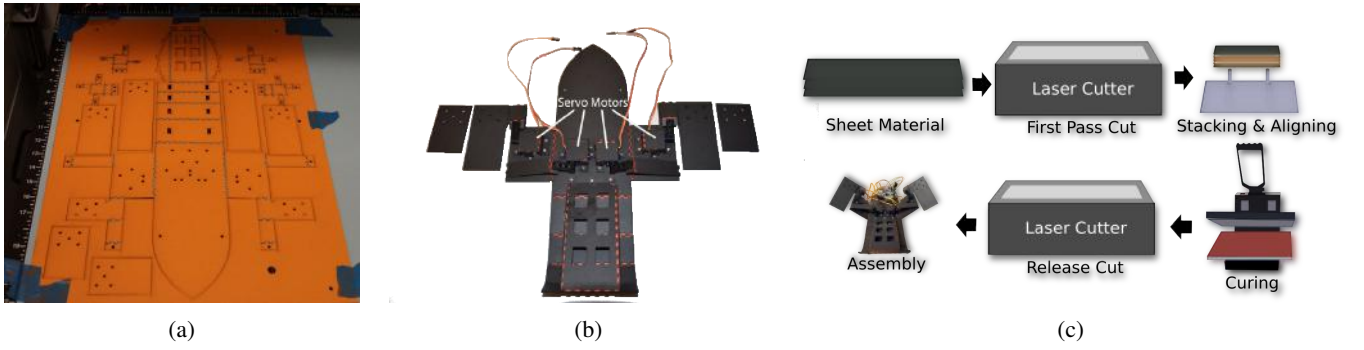 Servo Motors
Laser Cutter
Sheet Material
First Pass Cut
Stacking & Aligning
Laser Cutter
Assembly
Release Cut
Curing
(a)
(b)
(c)